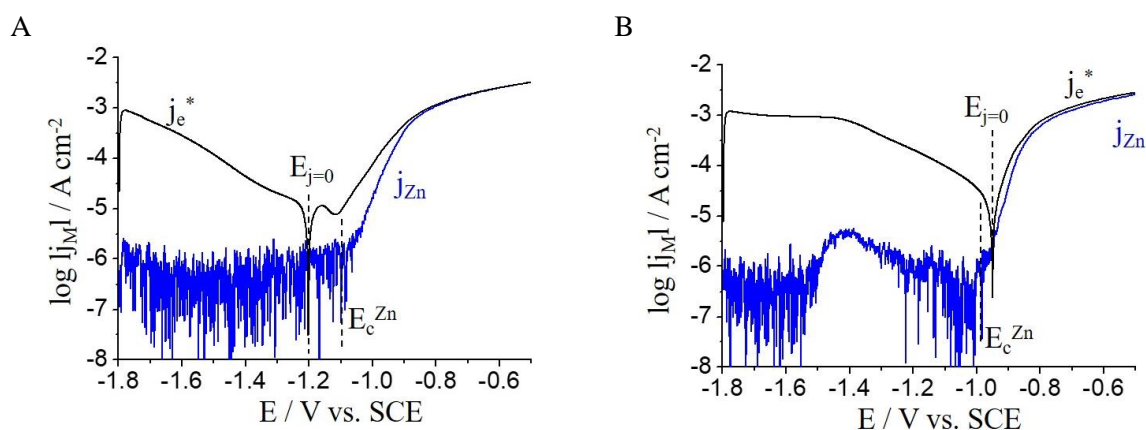 A
B
-2
-3
-4
-5
-6
-7
-8
log |j_M| / A cm⁻²
j_e*
E_j=0
j_Zn
E_c^Zn
-1.8 -1.6 -1.4 -1.2 -1.0 -0.8 -0.6
E / V vs. SCE
-2
-3
-4
-5
-6
-7
-8
log |j_M| / A cm⁻²
j_e*
E_j=0
j_Zn
E_c^Zn
-1.8 -1.6 -1.4 -1.2 -1.0 -0.8 -0.6
E / V vs. SCE